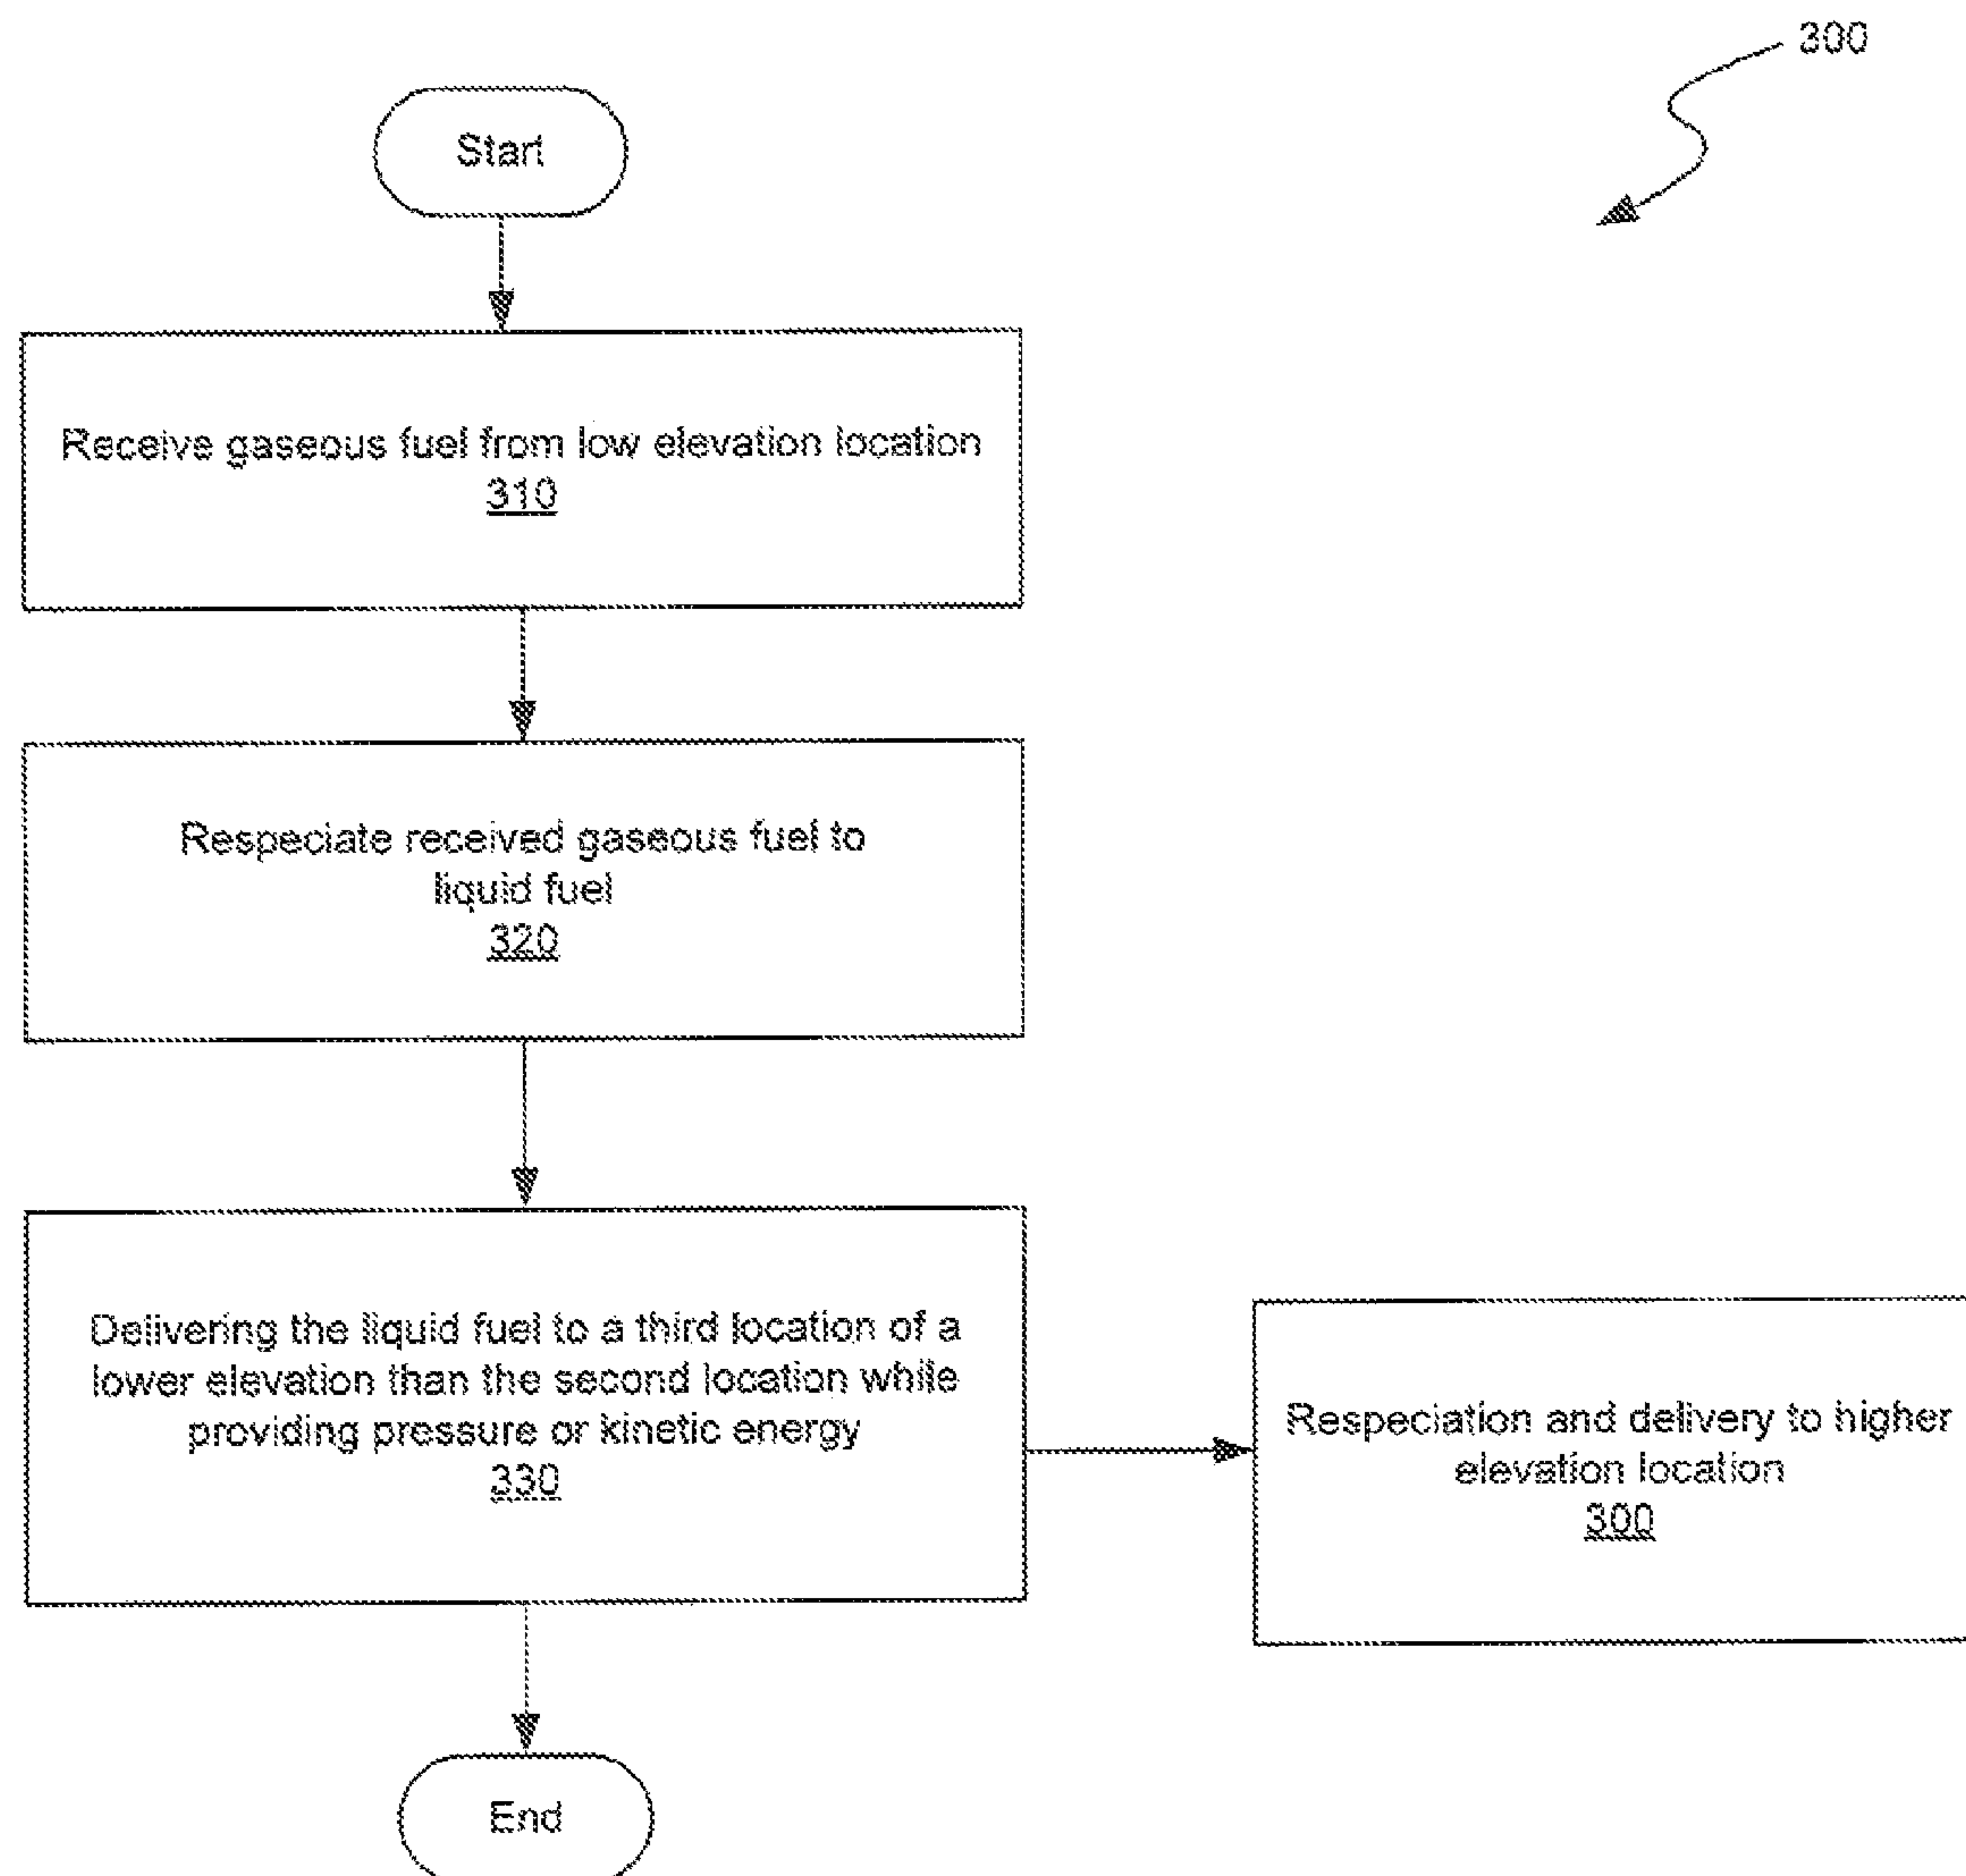 300
Start
Receive gaseous fuel from low elevation location
310
Respeciate received gaseous fuel to
liquid fuel
320
Delivering the liquid fuel to a third location of a
lower elevation than the second location while
providing pressure or kinetic energy
330
Respeciation and delivery to higher
elevation location
300
End